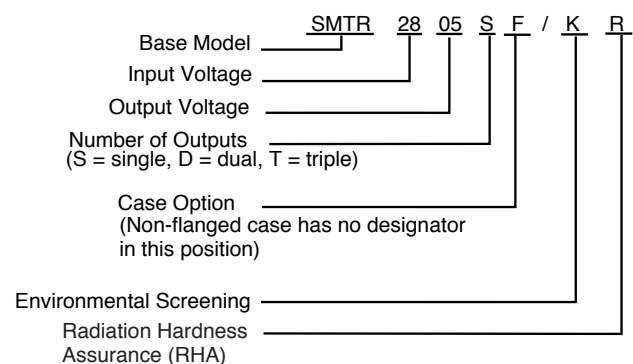 SMTR 28 05 S F / K R
Base Model
Input Voltage
Output Voltage
Number of Outputs
(S = single, D = dual, T = triple)
Case Option
(Non-flanged case has no designator
in this position)
Environmental Screening
Radiation Hardness
Assurance (RHA)